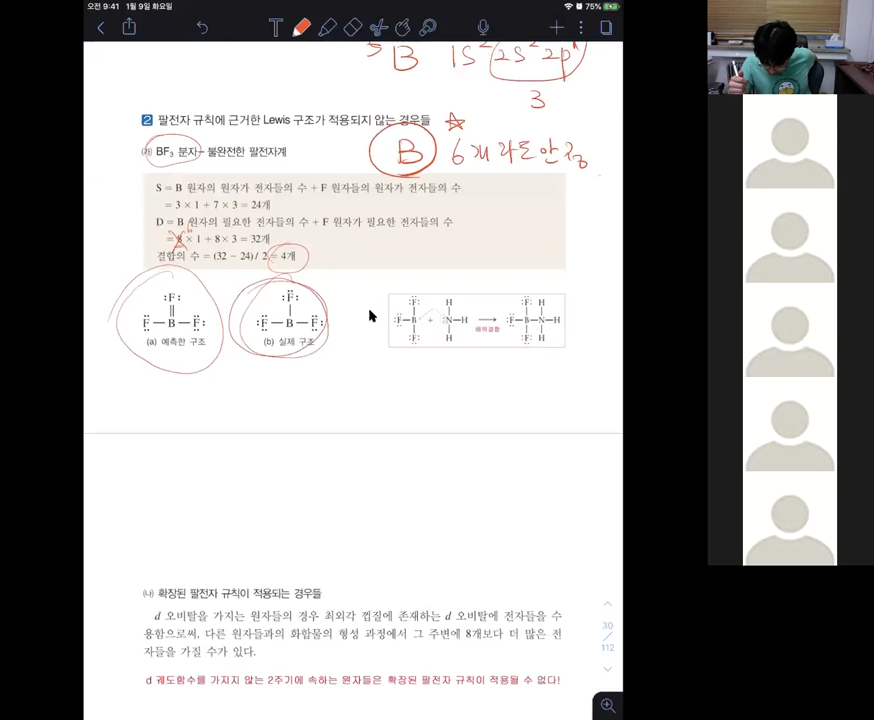 오전 9:41 1월 9일 화요일
75%
5 B 1S² 2S² 2p¹
3
2 팔전자 규칙에 근거한 Lewis 구조가 적용되지 않는 경우들
B 6개 라도 안정
㈎ BF₃ 분자 – 불완전한 팔전자계
S = B 원자의 원자가 전자들의 수 + F 원자들의 원자가 전자들의 수
= 3 × 1 + 7 × 3 = 24개
D = B 원자의 필요한 전자들의 수 + F 원자가 필요한 전자들의 수
= 8 × 1 + 8 × 3 = 32개
결합의 수 = (32 − 24) / 2 = 4개
F
F B F
(a) 예측한 구조
F
F B F
(b) 실제 구조
F H F H
F B + N H → F B N H
배위결합
F H F H
㈏ 확장된 팔전자 규칙이 적용되는 경우들
d 오비탈을 가지는 원자들의 경우 최외각 껍질에 존재하는 d 오비탈에 전자들을 수
용함으로써, 다른 원자들과의 화합물의 형성 과정에서 그 주변에 8개보다 더 많은 전
자들을 가질 수가 있다.
d 궤도함수를 가지지 않는 2주기에 속하는 원자들은 확장된 팔전자 규칙이 적용될 수 없다!
30
/
112